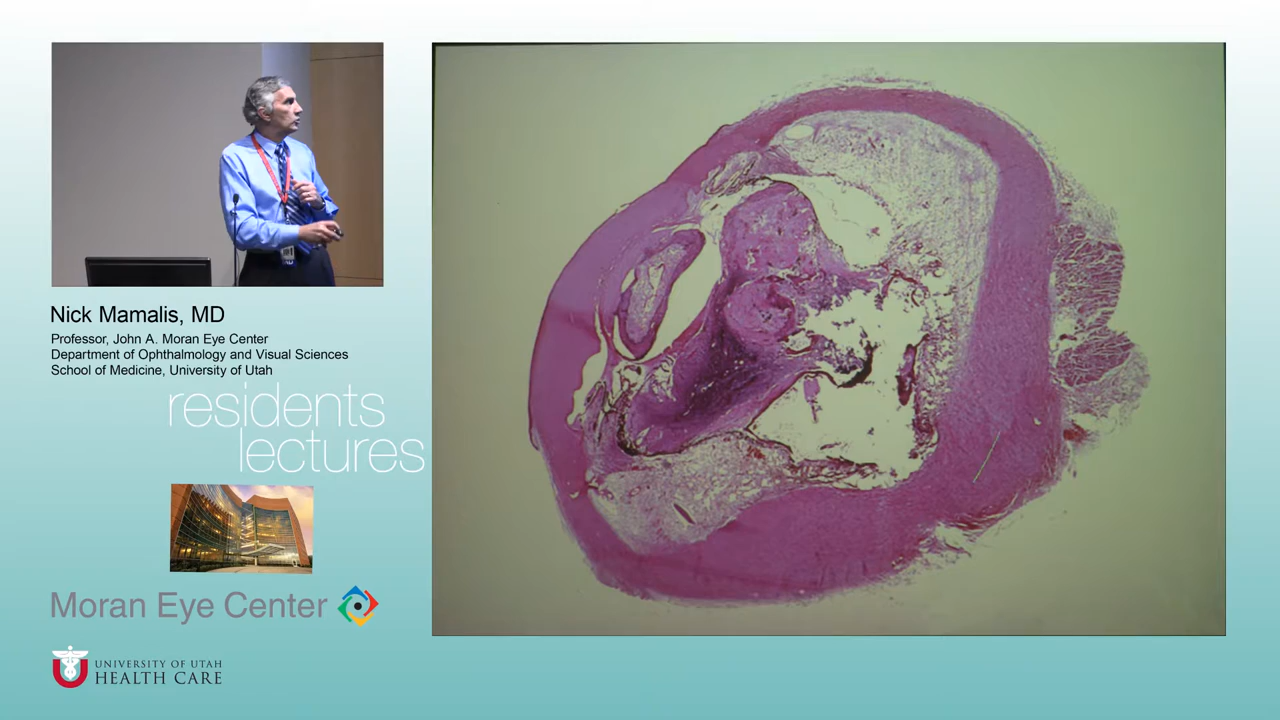 Nick Mamalis, MD
Professor, John A. Moran Eye Center
Department of Ophthalmology and Visual Sciences
School of Medicine, University of Utah
residents
lectures
Moran Eye Center
UNIVERSITY OF UTAH
HEALTH CARE